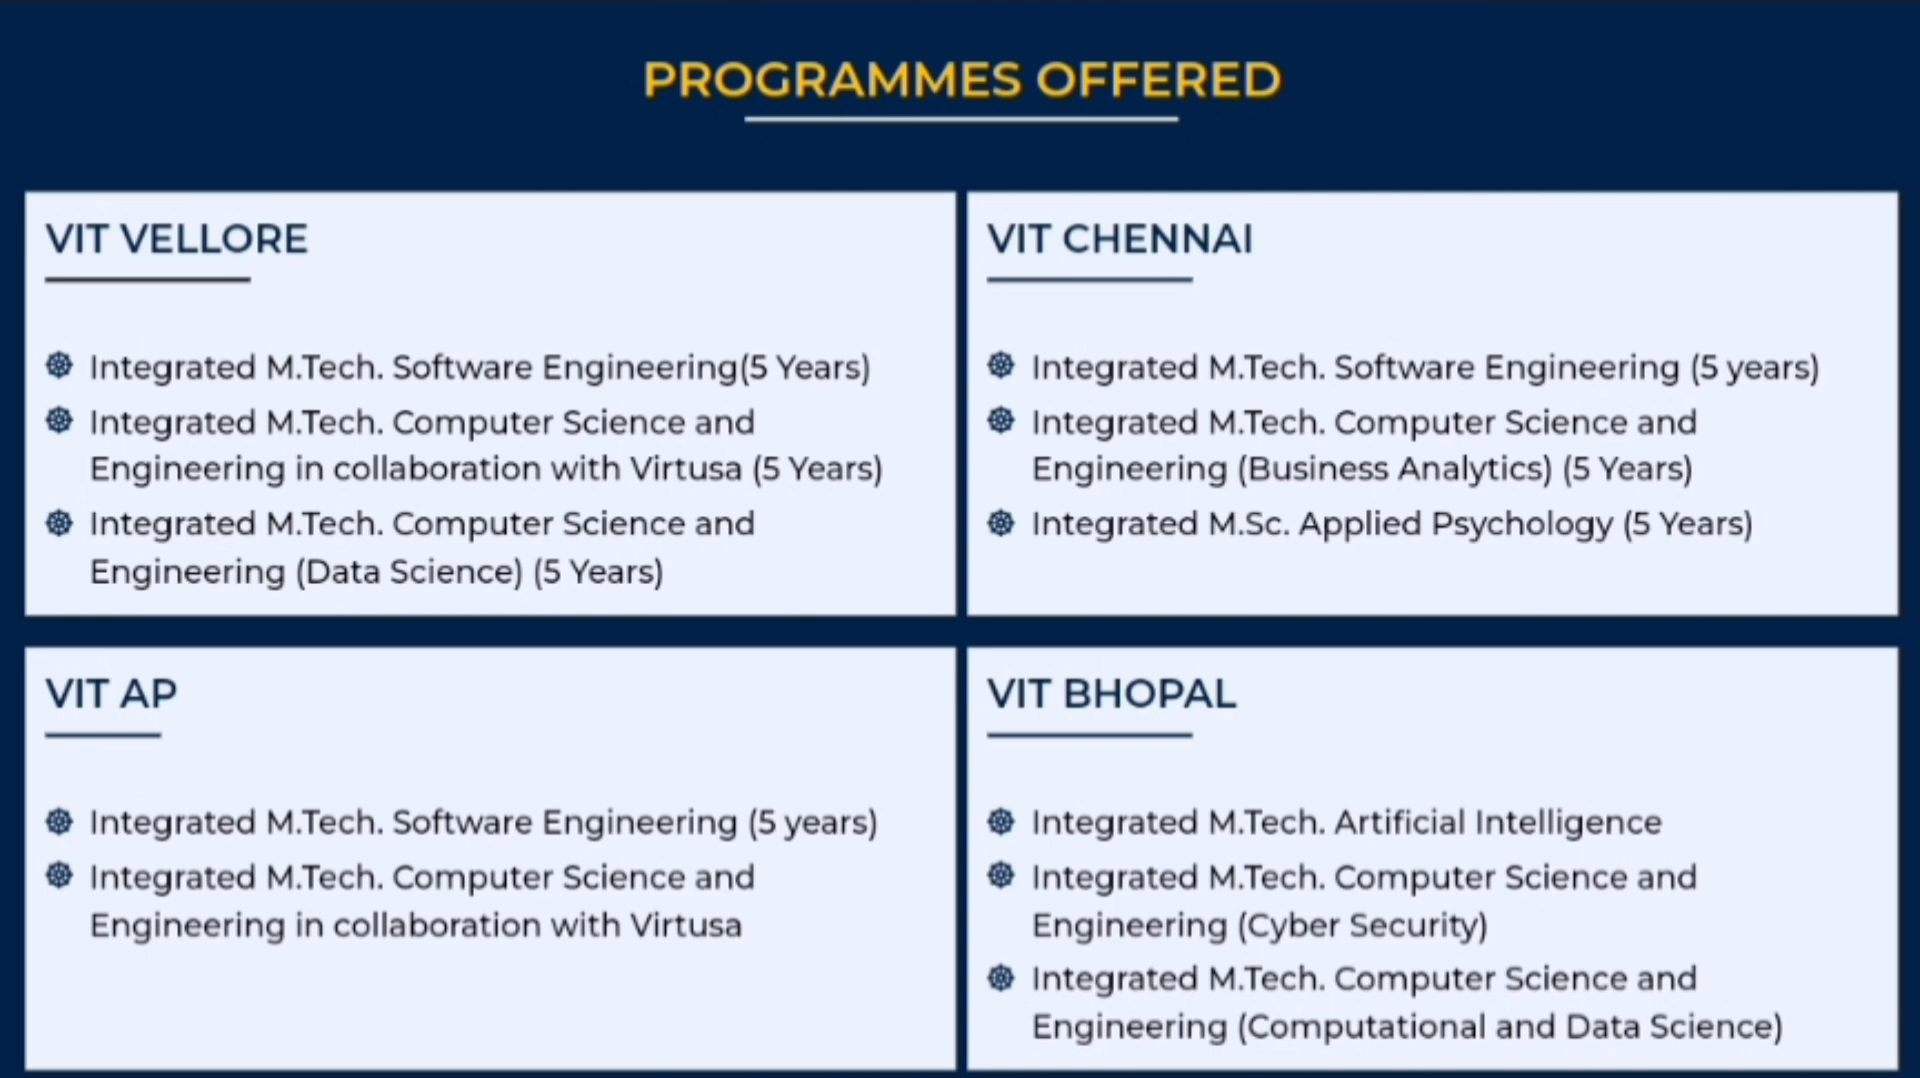 PROGRAMMES OFFERED
VIT VELLORE
Integrated M.Tech. Software Engineering(5 Years)
Integrated M.Tech. Computer Science and
Engineering in collaboration with Virtusa (5 Years)
Integrated M.Tech. Computer Science and
Engineering (Data Science) (5 Years)
VIT CHENNAI
Integrated M.Tech. Software Engineering (5 years)
Integrated M.Tech. Computer Science and
Engineering (Business Analytics) (5 Years)
Integrated M.Sc. Applied Psychology (5 Years)
VIT AP
Integrated M.Tech. Software Engineering (5 years)
Integrated M.Tech. Computer Science and
Engineering in collaboration with Virtusa
VIT BHOPAL
Integrated M.Tech. Artificial Intelligence
Integrated M.Tech. Computer Science and
Engineering (Cyber Security)
Integrated M.Tech. Computer Science and
Engineering (Computational and Data Science)